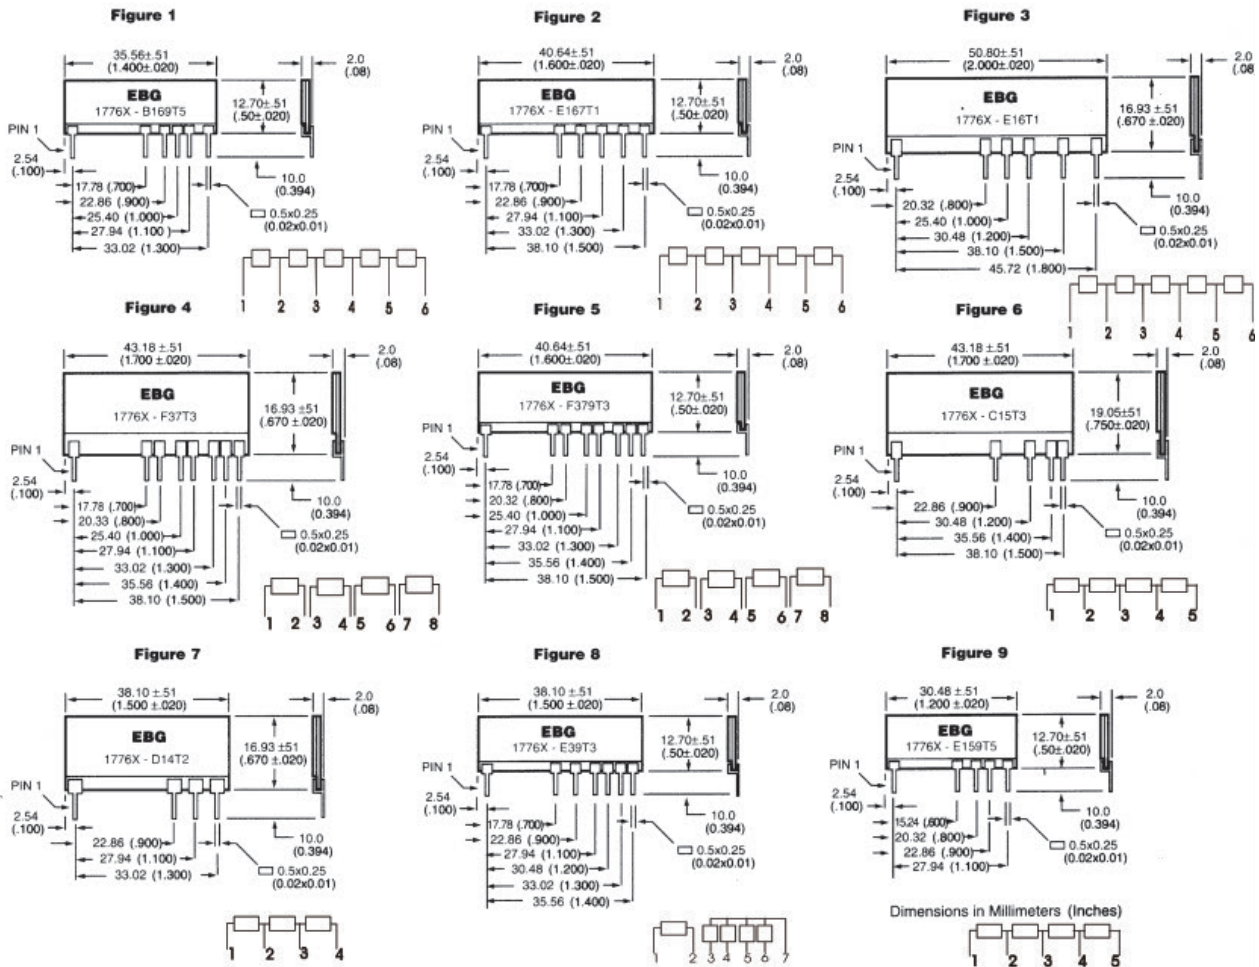 Figure 1
35.56±.51
(1.400±.020)
2.0
(.08)
EBG
1776X - B169T5
12.70±.51
(.50±.020)
PIN 1
2.54
(.100)
10.0
(0.394)
17.78 (.700)
22.86 (.900)
25.40 (1.000)
27.94 (1.100)
33.02 (1.300)
0.5x0.25
(0.02x0.01)
1 2 3 4 5 6
Figure 2
40.64±.51
(1.600±.020)
2.0
(.08)
EBG
1776X - E167T1
12.70±.51
(.50±.020)
PIN 1
2.54
(.100)
10.0
(0.394)
17.78 (.700)
22.86 (.900)
27.94 (1.100)
33.02 (1.300)
38.10 (1.500)
0.5x0.25
(0.02x0.01)
1 2 3 4 5 6
Figure 3
50.80±.51
(2.000±.020)
2.0
(.08)
EBG
1776X - E16T1
16.93 ±51
(.670 ±.020)
PIN 1
2.54
(.100)
10.0
(0.394)
20.32 (.800)
25.40 (1.000)
30.48 (1.200)
38.10 (1.500)
45.72 (1.800)
0.5x0.25
(0.02x0.01)
1 2 3 4 5 6
Figure 4
43.18 ±.51
(1.700 ±.020)
2.0
(.08)
EBG
1776X - F37T3
16.93 ±51
(.670 ±.020)
PIN 1
2.54
(.100)
10.0
(0.394)
17.78 (.700)
20.33 (.800)
25.40 (1.000)
27.94 (1.100)
33.02 (1.300)
35.56 (1.400)
38.10 (1.500)
0.5x0.25
(0.02x0.01)
1 2 3 4 5 6 7 8
Figure 5
40.64±.51
(1.600±.020)
2.0
(.08)
EBG
1776X - F379T3
12.70±.51
(.50±.020)
PIN 1
2.54
(.100)
10.0
(0.394)
17.78 (.700)
20.32 (.800)
25.40 (1.000)
27.94 (1.100)
33.02 (1.300)
35.56 (1.400)
38.10 (1.500)
0.5x0.25
(0.02x0.01)
1 2 3 4 5 6 7 8
Figure 6
43.18 ±.51
(1.700 ±.020)
2.0
(.08)
EBG
1776X - C15T3
19.05±51
(.750±.020)
PIN 1
2.54
(.100)
10.0
(0.394)
22.86 (.900)
30.48 (1.200)
35.56 (1.400)
38.10 (1.500)
0.5x0.25
(0.02x0.01)
1 2 3 4 5
Figure 7
38.10 ±.51
(1.500 ±.020)
2.0
(.08)
EBG
1776X - D14T2
16.93 ±51
(.670 ±.020)
PIN 1
2.54
(.100)
10.0
(0.394)
22.86 (.900)
27.94 (1.100)
33.02 (1.300)
0.5x0.25
(0.02x0.01)
1 2 3 4
Figure 8
38.10 ±.51
(1.500 ±.020)
2.0
(.08)
EBG
1776X - E39T3
12.70±.51
(.50±.020)
PIN 1
2.54
(.100)
10.0
(0.394)
17.78 (.700)
22.86 (.900)
27.94 (1.100)
30.48 (1.200)
33.02 (1.300)
35.56 (1.400)
0.5x0.25
(0.02x0.01)
1 2 3 4 5 6 7
Figure 9
30.48 ±.51
(1.200 ±.020)
2.0
(.08)
EBG
1776X - E159T5
12.70±.51
(.50±.020)
PIN 1
2.54
(.100)
10.0
(0.394)
15.24 (.600)
20.32 (.800)
22.86 (.900)
27.94 (1.100)
0.5x0.25
(0.02x0.01)
Dimensions in Millimeters (Inches)
1 2 3 4 5